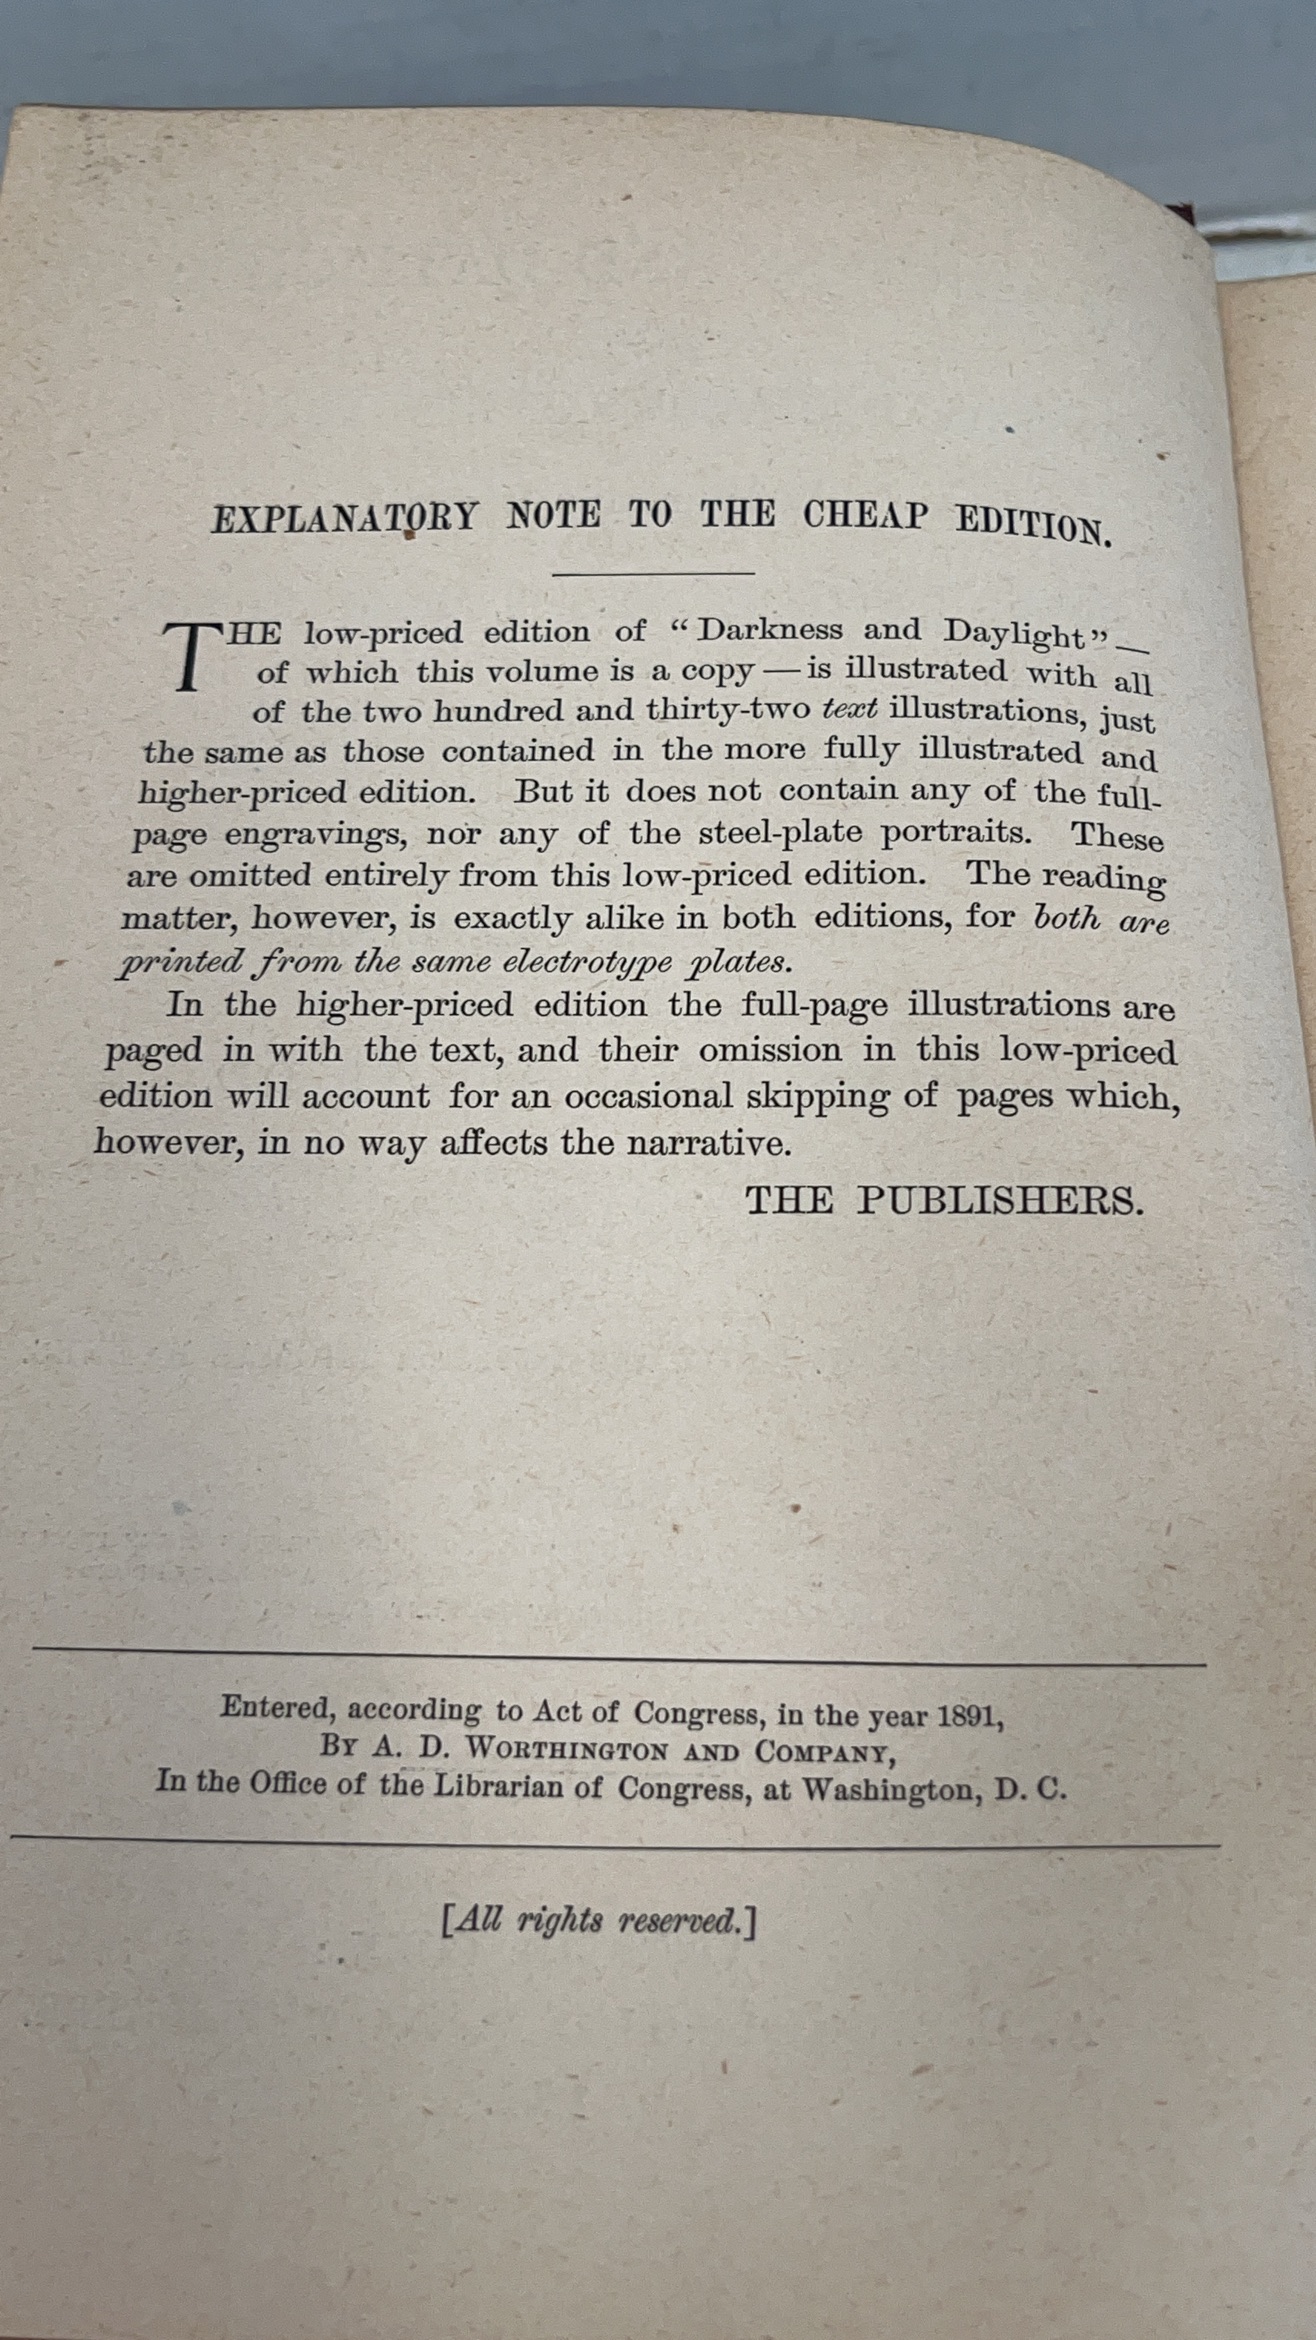 EXPLANATORY NOTE TO THE CHEAP EDITION.
THE low-priced edition of “Darkness and Daylight”—
of which this volume is a copy—is illustrated with all
of the two hundred and thirty-two text illustrations, just
the same as those contained in the more fully illustrated and
higher-priced edition. But it does not contain any of the full-
page engravings, nor any of the steel-plate portraits. These
are omitted entirely from this low-priced edition. The reading
matter, however, is exactly alike in both editions, for both are
printed from the same electrotype plates.
In the higher-priced edition the full-page illustrations are
paged in with the text, and their omission in this low-priced
edition will account for an occasional skipping of pages which,
however, in no way affects the narrative.
THE PUBLISHERS.
Entered, according to Act of Congress, in the year 1891,
BY A. D. WORTHINGTON AND COMPANY,
In the Office of the Librarian of Congress, at Washington, D. C.
[All rights reserved.]